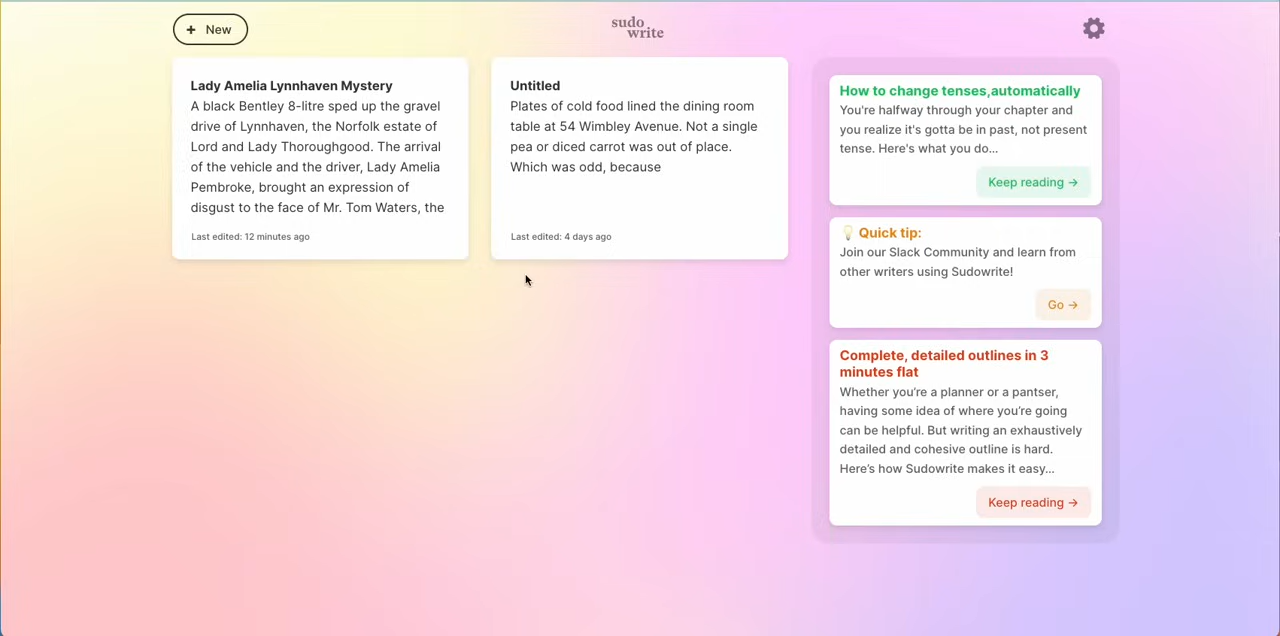 + New
sudo
write
Lady Amelia Lynnhaven Mystery
A black Bentley 8-litre sped up the gravel
drive of Lynnhaven, the Norfolk estate of
Lord and Lady Thoroughgood. The arrival
of the vehicle and the driver, Lady Amelia
Pembroke, brought an expression of
disgust to the face of Mr. Tom Waters, the
Last edited: 12 minutes ago
Untitled
Plates of cold food lined the dining room
table at 54 Wimbley Avenue. Not a single
pea or diced carrot was out of place.
Which was odd, because
Last edited: 4 days ago
How to change tenses,automatically
You're halfway through your chapter and
you realize it's gotta be in past, not present
tense. Here's what you do...
Keep reading →
💡 Quick tip:
Join our Slack Community and learn from
other writers using Sudowrite!
Go →
Complete, detailed outlines in 3
minutes flat
Whether you're a planner or a pantser,
having some idea of where you're going
can be helpful. But writing an exhaustively
detailed and cohesive outline is hard.
Here's how Sudowrite makes it easy...
Keep reading →